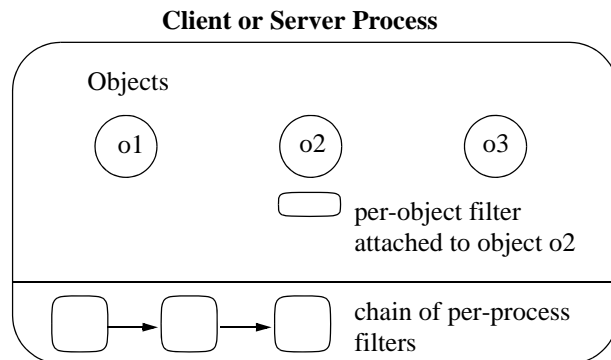 Client or Server Process
Objects
o1
o2
o3
per-object filter
attached to object o2
chain of per-process
filters